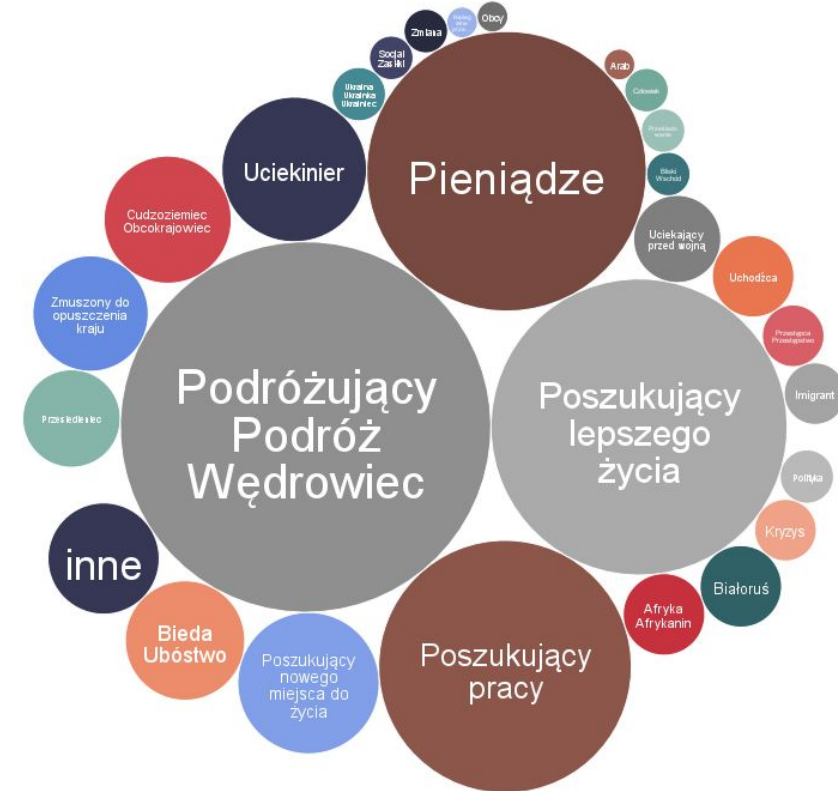 Obcy
Zmiana
Socjal
Zasiłki
Arab
Człowiek
Ukraina
Ukrainka
Ukrainiec
Bliski
Wschód
Uciekinier
Pieniądze
Cudzoziemiec
Obcokrajowiec
Uciekający
przed wojną
Uchodźca
Zmuszony do
opuszczenia
kraju
Przestępca
Przestępstwo
Podróżujący
Podróż
Wędrowiec
Poszukujący
lepszego
życia
Imigrant
Przesiedleniec
Polityka
Kryzys
inne
Białoruś
Afryka
Afrykanin
Bieda
Ubóstwo
Poszukujący
nowego
miejsca do
życia
Poszukujący
pracy